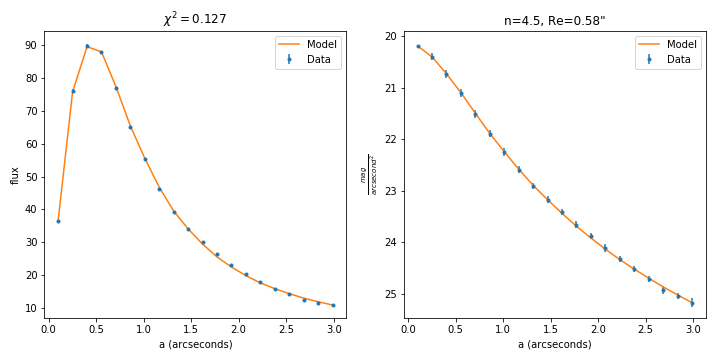 χ² = 0.127
flux
90
80
70
60
50
40
30
20
10
0.0 0.5 1.0 1.5 2.0 2.5 3.0
a (arcseconds)
Model
Data
n=4.5, Re=0.58"
mag
arcsecond²
20
21
22
23
24
25
0.0 0.5 1.0 1.5 2.0 2.5 3.0
a (arcseconds)
Model
Data